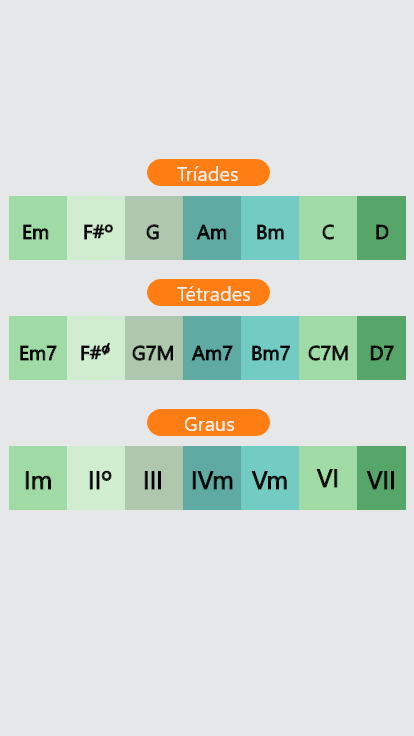 Tríades
Em F#º G Am Bm C D
Tétrades
Em7 F#ø G7M Am7 Bm7 C7M D7
Graus
Im IIº III IVm Vm VI VII